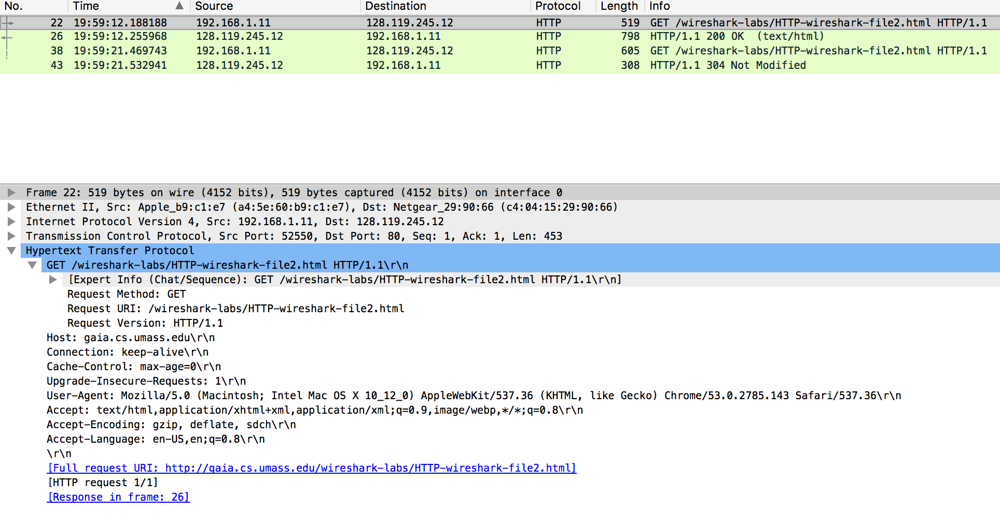 No. Time Source Destination Protocol Length Info
22 19:59:12.188188 192.168.1.11 128.119.245.12 HTTP 519 GET /wireshark-labs/HTTP-wireshark-file2.html HTTP/1.1
26 19:59:12.255968 128.119.245.12 192.168.1.11 HTTP 798 HTTP/1.1 200 OK (text/html)
38 19:59:21.469743 192.168.1.11 128.119.245.12 HTTP 605 GET /wireshark-labs/HTTP-wireshark-file2.html HTTP/1.1
43 19:59:21.532941 128.119.245.12 192.168.1.11 HTTP 308 HTTP/1.1 304 Not Modified
Frame 22: 519 bytes on wire (4152 bits), 519 bytes captured (4152 bits) on interface 0
Ethernet II, Src: Apple_b9:c1:e7 (a4:5e:60:b9:c1:e7), Dst: Netgear_29:90:66 (c4:04:15:29:90:66)
Internet Protocol Version 4, Src: 192.168.1.11, Dst: 128.119.245.12
Transmission Control Protocol, Src Port: 52550, Dst Port: 80, Seq: 1, Ack: 1, Len: 453
Hypertext Transfer Protocol
GET /wireshark-labs/HTTP-wireshark-file2.html HTTP/1.1\r\n
[Expert Info (Chat/Sequence): GET /wireshark-labs/HTTP-wireshark-file2.html HTTP/1.1\r\n]
Request Method: GET
Request URI: /wireshark-labs/HTTP-wireshark-file2.html
Request Version: HTTP/1.1
Host: gaia.cs.umass.edu\r\n
Connection: keep-alive\r\n
Cache-Control: max-age=0\r\n
Upgrade-Insecure-Requests: 1\r\n
User-Agent: Mozilla/5.0 (Macintosh; Intel Mac OS X 10_12_0) AppleWebKit/537.36 (KHTML, like Gecko) Chrome/53.0.2785.143 Safari/537.36\r\n
Accept: text/html,application/xhtml+xml,application/xml;q=0.9,image/webp,*/*;q=0.8\r\n
Accept-Encoding: gzip, deflate, sdch\r\n
Accept-Language: en-US,en;q=0.8\r\n
\r\n
[Full request URI: http://gaia.cs.umass.edu/wireshark-labs/HTTP-wireshark-file2.html]
[HTTP request 1/1]
[Response in frame: 26]